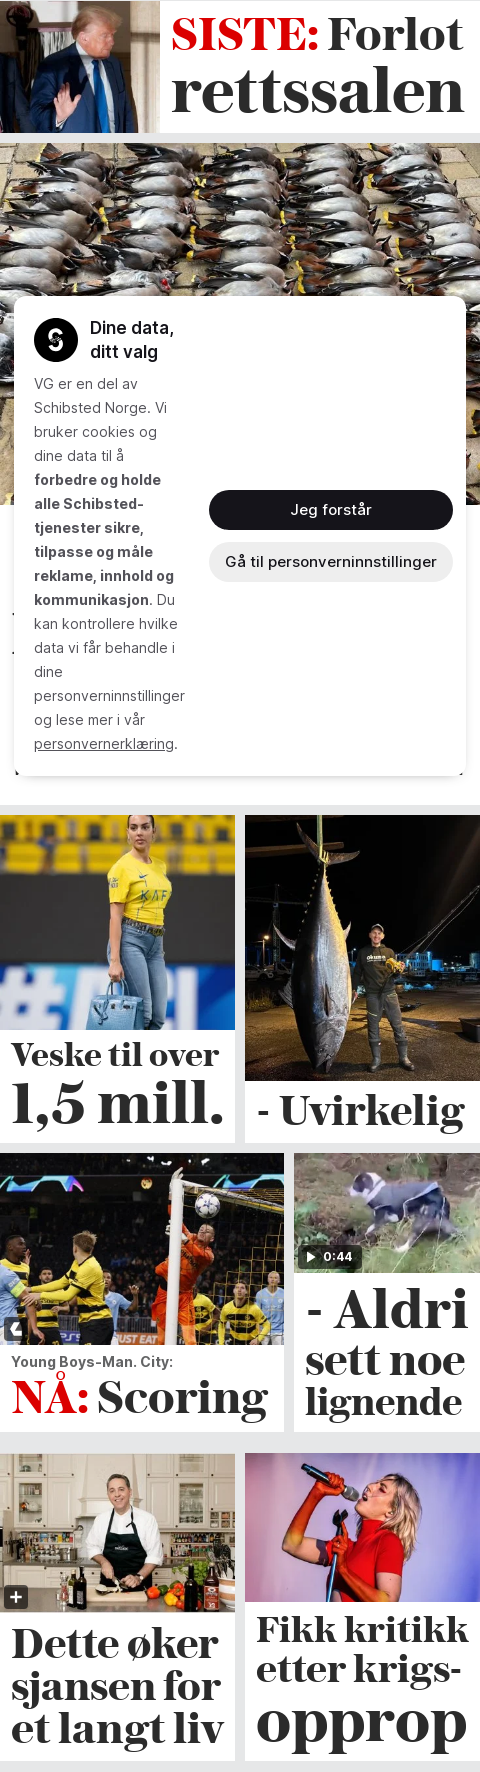 SISTE: Forlot
rettssalen
Dine data,
ditt valg
VG er en del av
Schibsted Norge. Vi
bruker cookies og
dine data til å
forbedre og holde
alle Schibsted-
tjenester sikre,
tilpasse og måle
reklame, innhold og
kommunikasjon. Du
kan kontrollere hvilke
data vi får behandle i
dine
personverninnstillinger
og lese mer i vår
personvernerklæring.
Jeg forstår
Gå til personverninnstillinger
KAF
Veske til over
1,5 mill.
okuma
- Uvirkelig
JUST EAT
Young Boys-Man. City:
NÅ: Scoring
0:44
- Aldri
sett noe
lignende
Dette øker
sjansen for
et langt liv
Fikk kritikk
etter krigs-
opprop